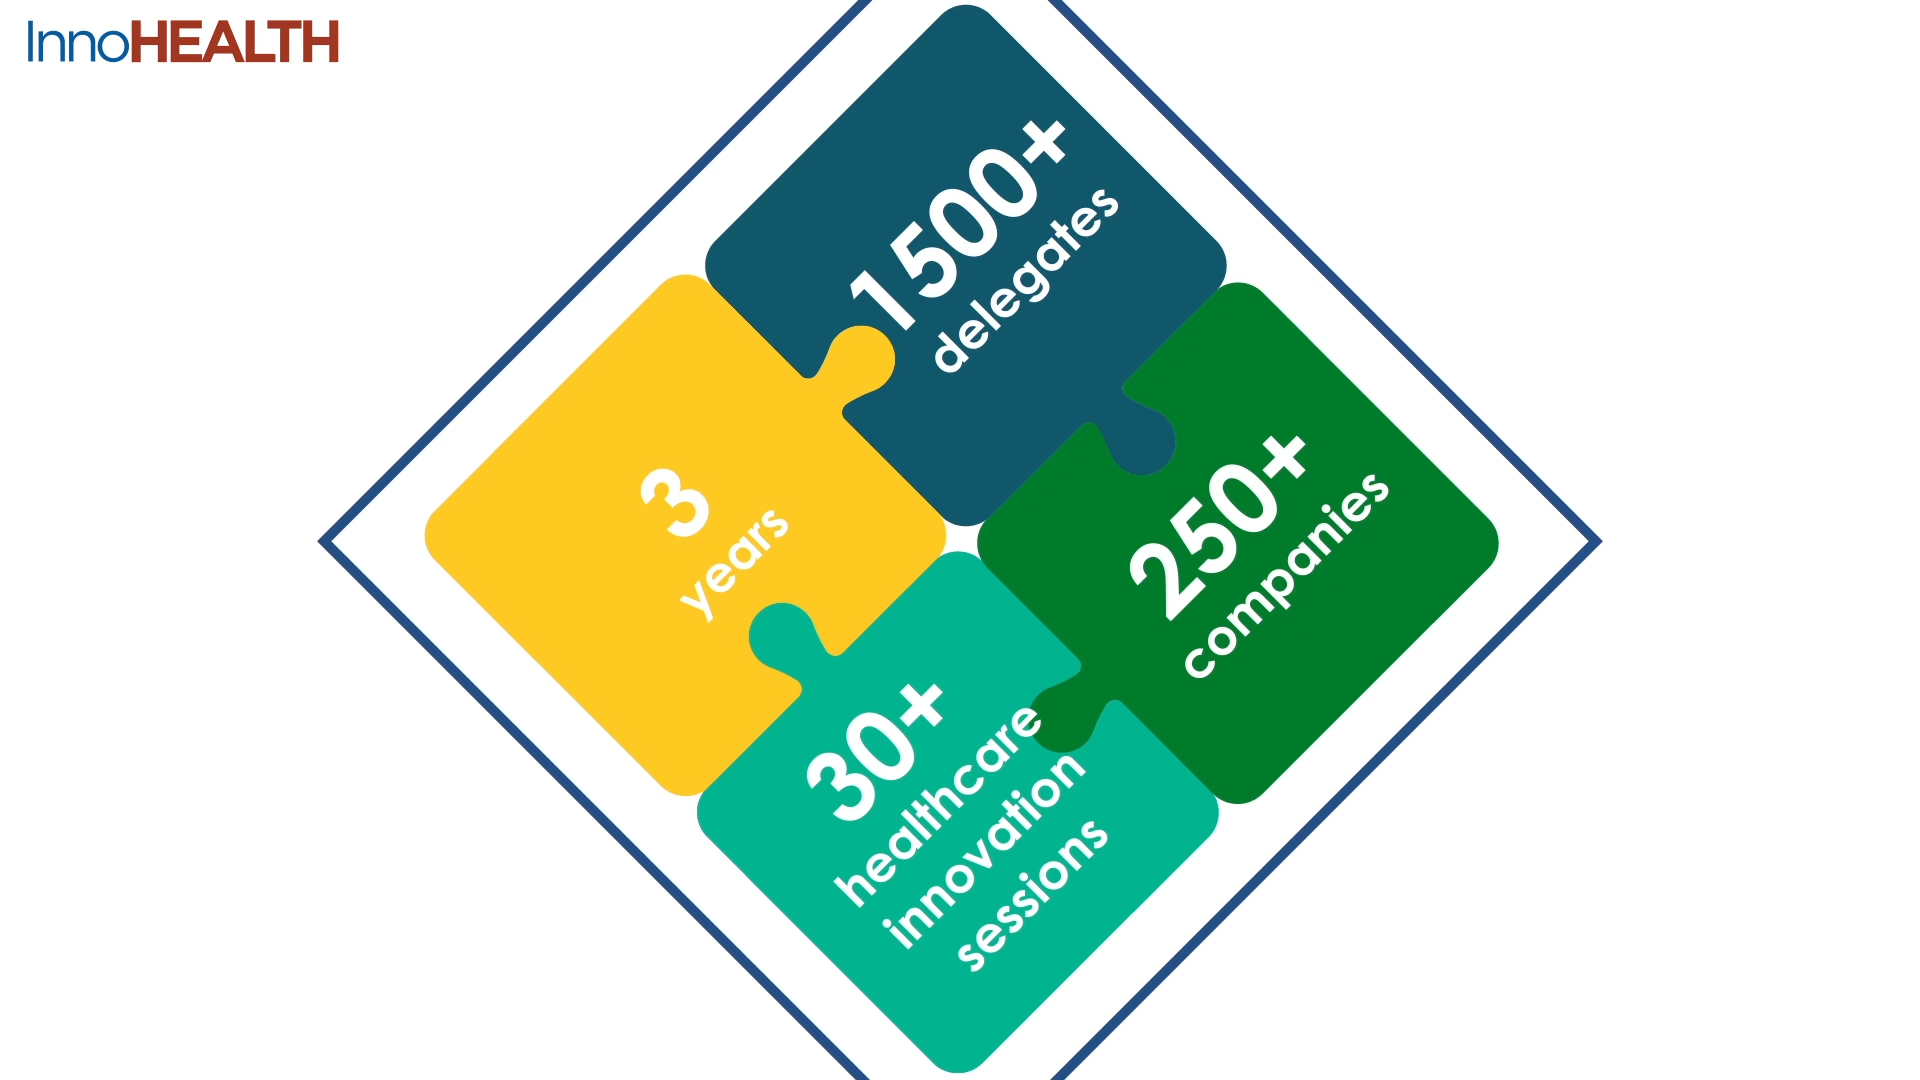 InnoHEALTH
1500+
delegates
3
years
250+
companies
30+
healthcare
innovation
sessions